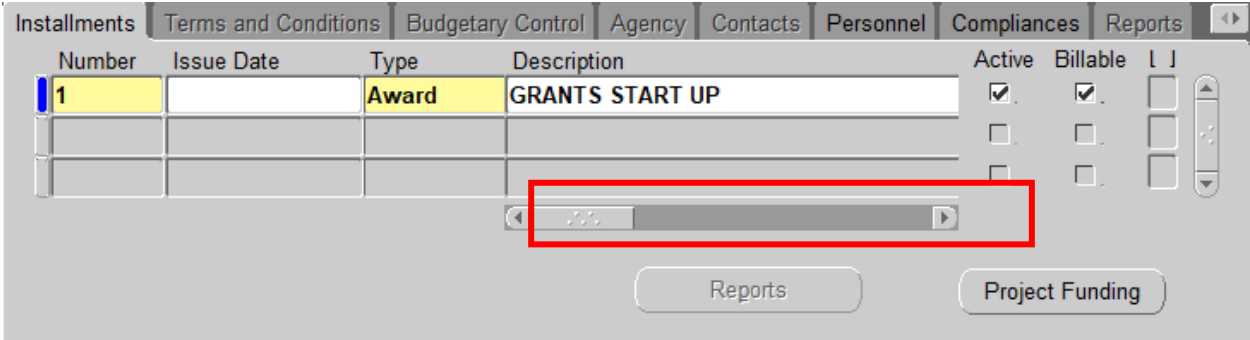 Installments Terms and Conditions Budgetary Control Agency Contacts Personnel Compliances Reports
Number Issue Date Type Description Active Billable [ ]
1 Award GRANTS START UP
Reports Project Funding